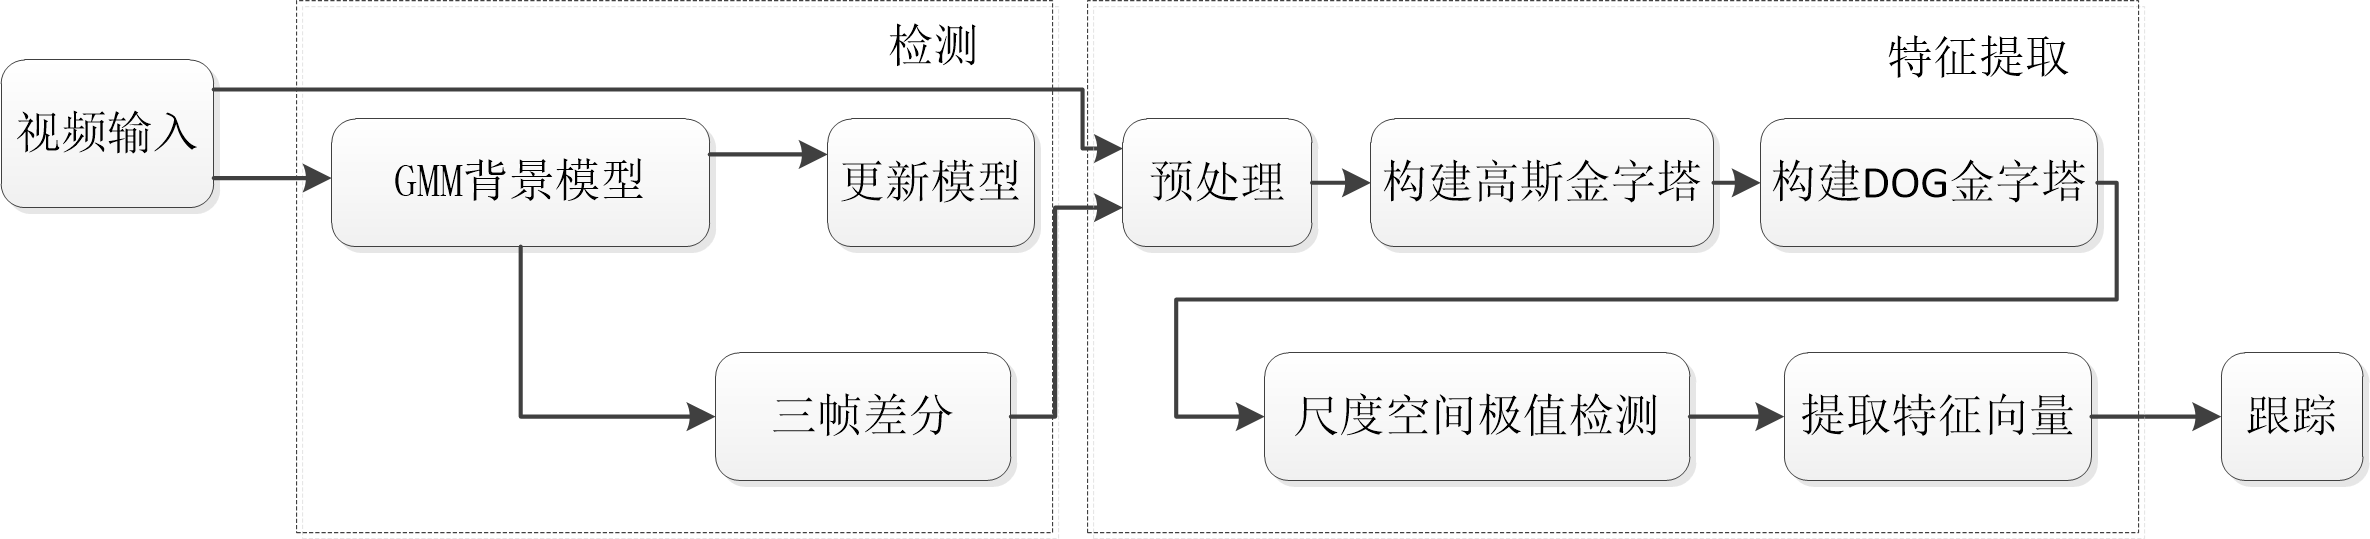 检测
特征提取
视频输入
GMM背景模型
更新模型
预处理
构建高斯金字塔
构建DOG金字塔
三帧差分
尺度空间极值检测
提取特征向量
跟踪